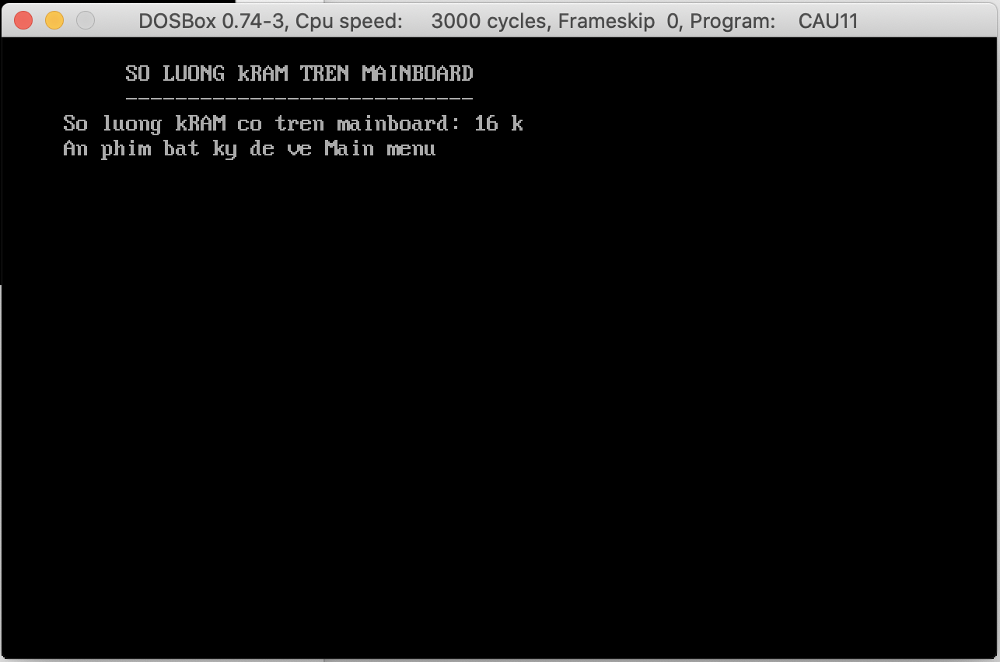 DOSBox 0.74-3, Cpu speed: 3000 cycles, Frameskip 0, Program: CAU11
SO LUONG kRAM TREN MAINBOARD
----------------------------
So luong kRAM co tren mainboard: 16 k
An phim bat ky de ve Main menu